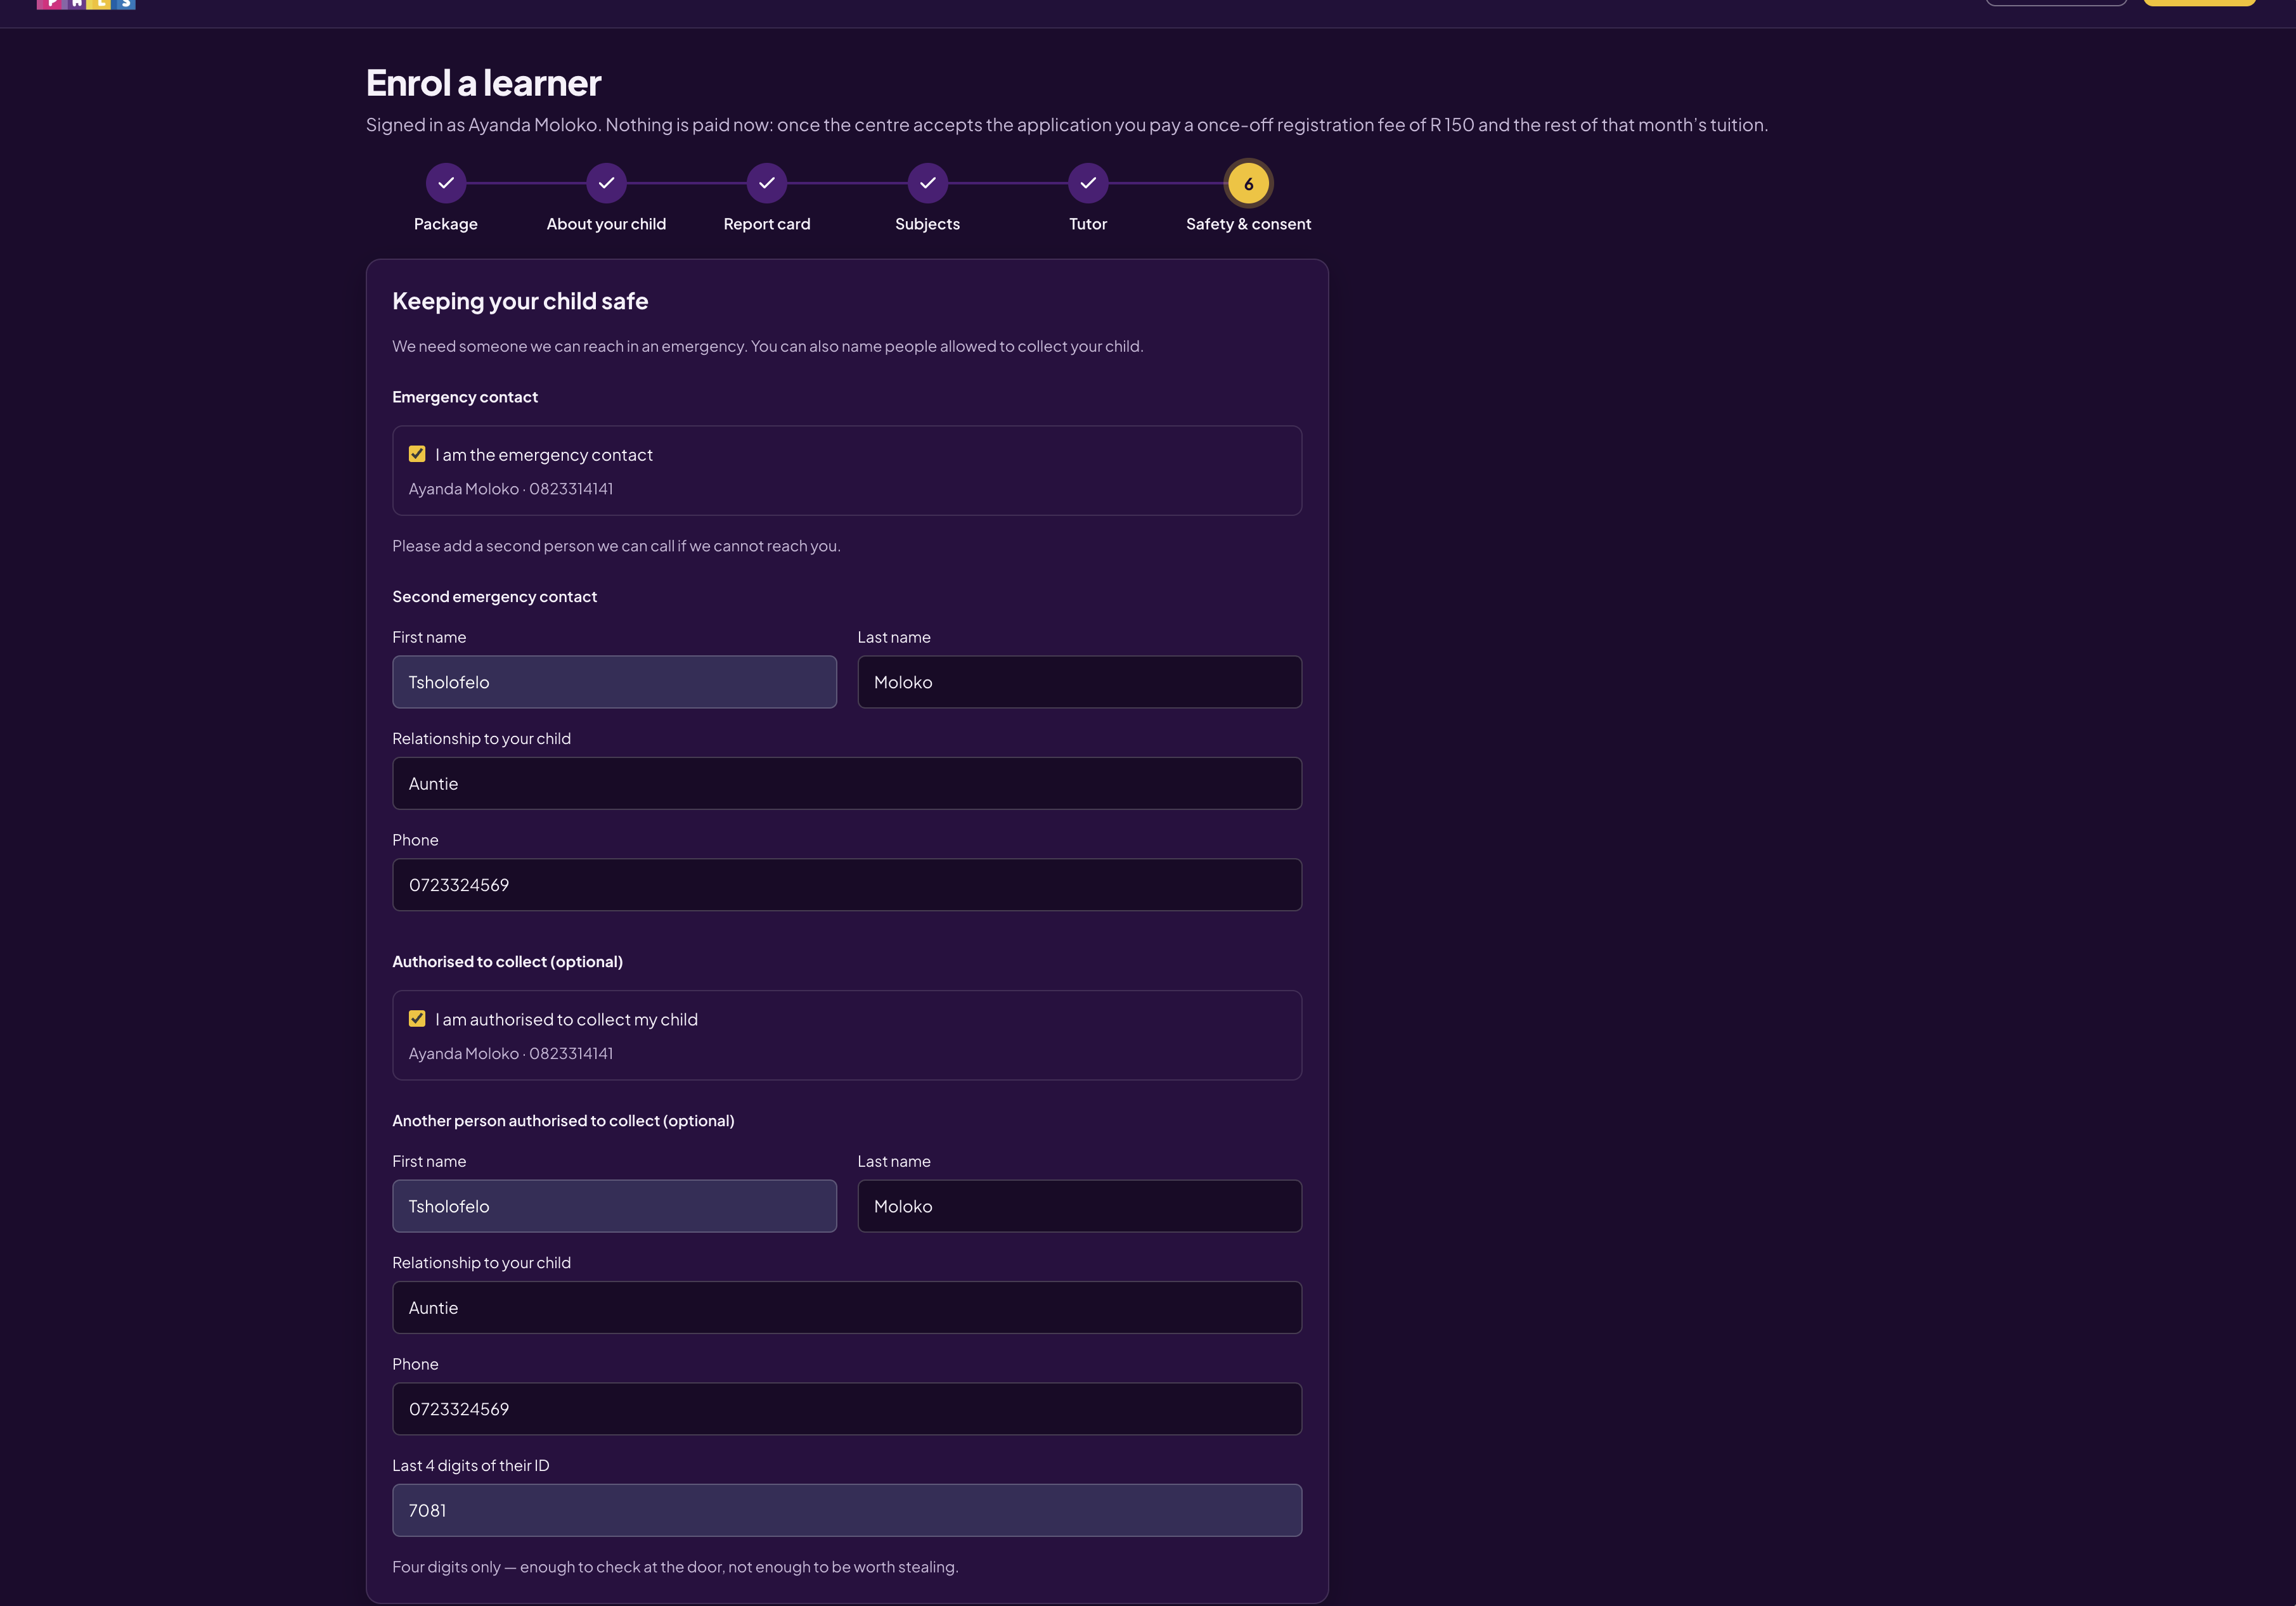 Enrol a learner
Signed in as Ayanda Moloko. Nothing is paid now: once the centre accepts the application you pay a once-off registration fee of R 150 and the rest of that month's tuition.
6
Package
About your child
Report card
Subjects
Tutor
Safety & consent
Keeping your child safe
We need someone we can reach in an emergency. You can also name people allowed to collect your child.
Emergency contact
I am the emergency contact
Ayanda Moloko · 0823314141
Please add a second person we can call if we cannot reach you.
Second emergency contact
First name
Last name
Tsholofelo
Moloko
Relationship to your child
Auntie
Phone
0723324569
Authorised to collect (optional)
I am authorised to collect my child
Ayanda Moloko · 0823314141
Another person authorised to collect (optional)
First name
Last name
Tsholofelo
Moloko
Relationship to your child
Auntie
Phone
0723324569
Last 4 digits of their ID
7081
Four digits only — enough to check at the door, not enough to be worth stealing.